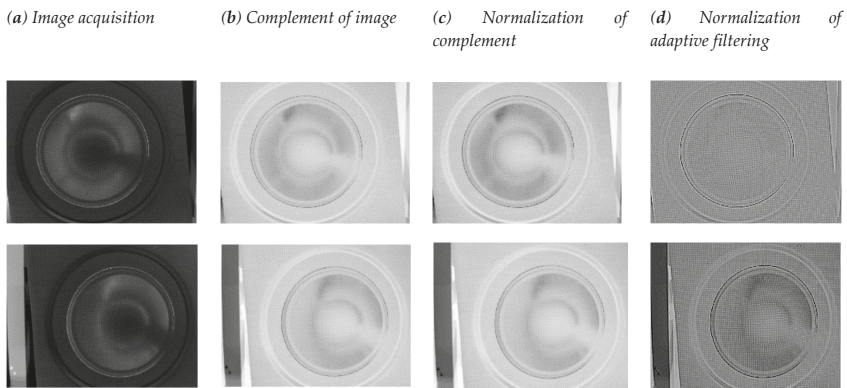 (a) Image acquisition
(b) Complement of image
(c) Normalization of
complement
(d) Normalization of
adaptive filtering